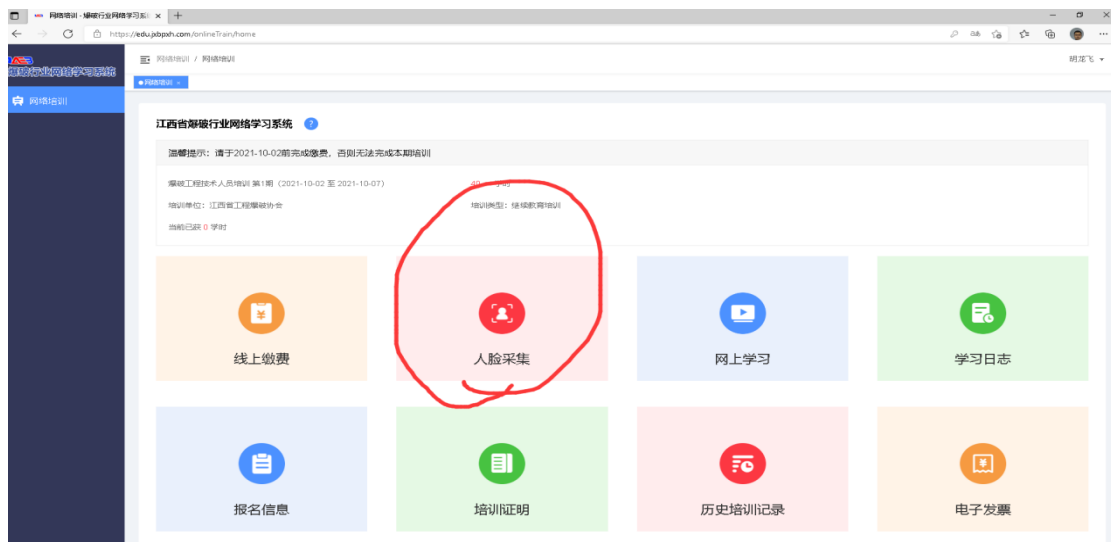 网络培训 - 爆破行业网络学习系
https://edu.jxbpxh.com/onlineTrain/home
爆破行业网络学习系统
网络培训 / 网络培训
胡龙飞
网络培训
网络培训
江西省爆破行业网络学习系统
温馨提示：请于2021-10-02前完成缴费，否则无法完成本期培训
爆破工程技术人员培训 第1期（2021-10-02 至 2021-10-07）
培训单位：江西省工程爆破协会
培训类型：继续教育培训
当前已获 0 学时
线上缴费
人脸采集
网上学习
学习日志
报名信息
培训证明
历史培训记录
电子发票